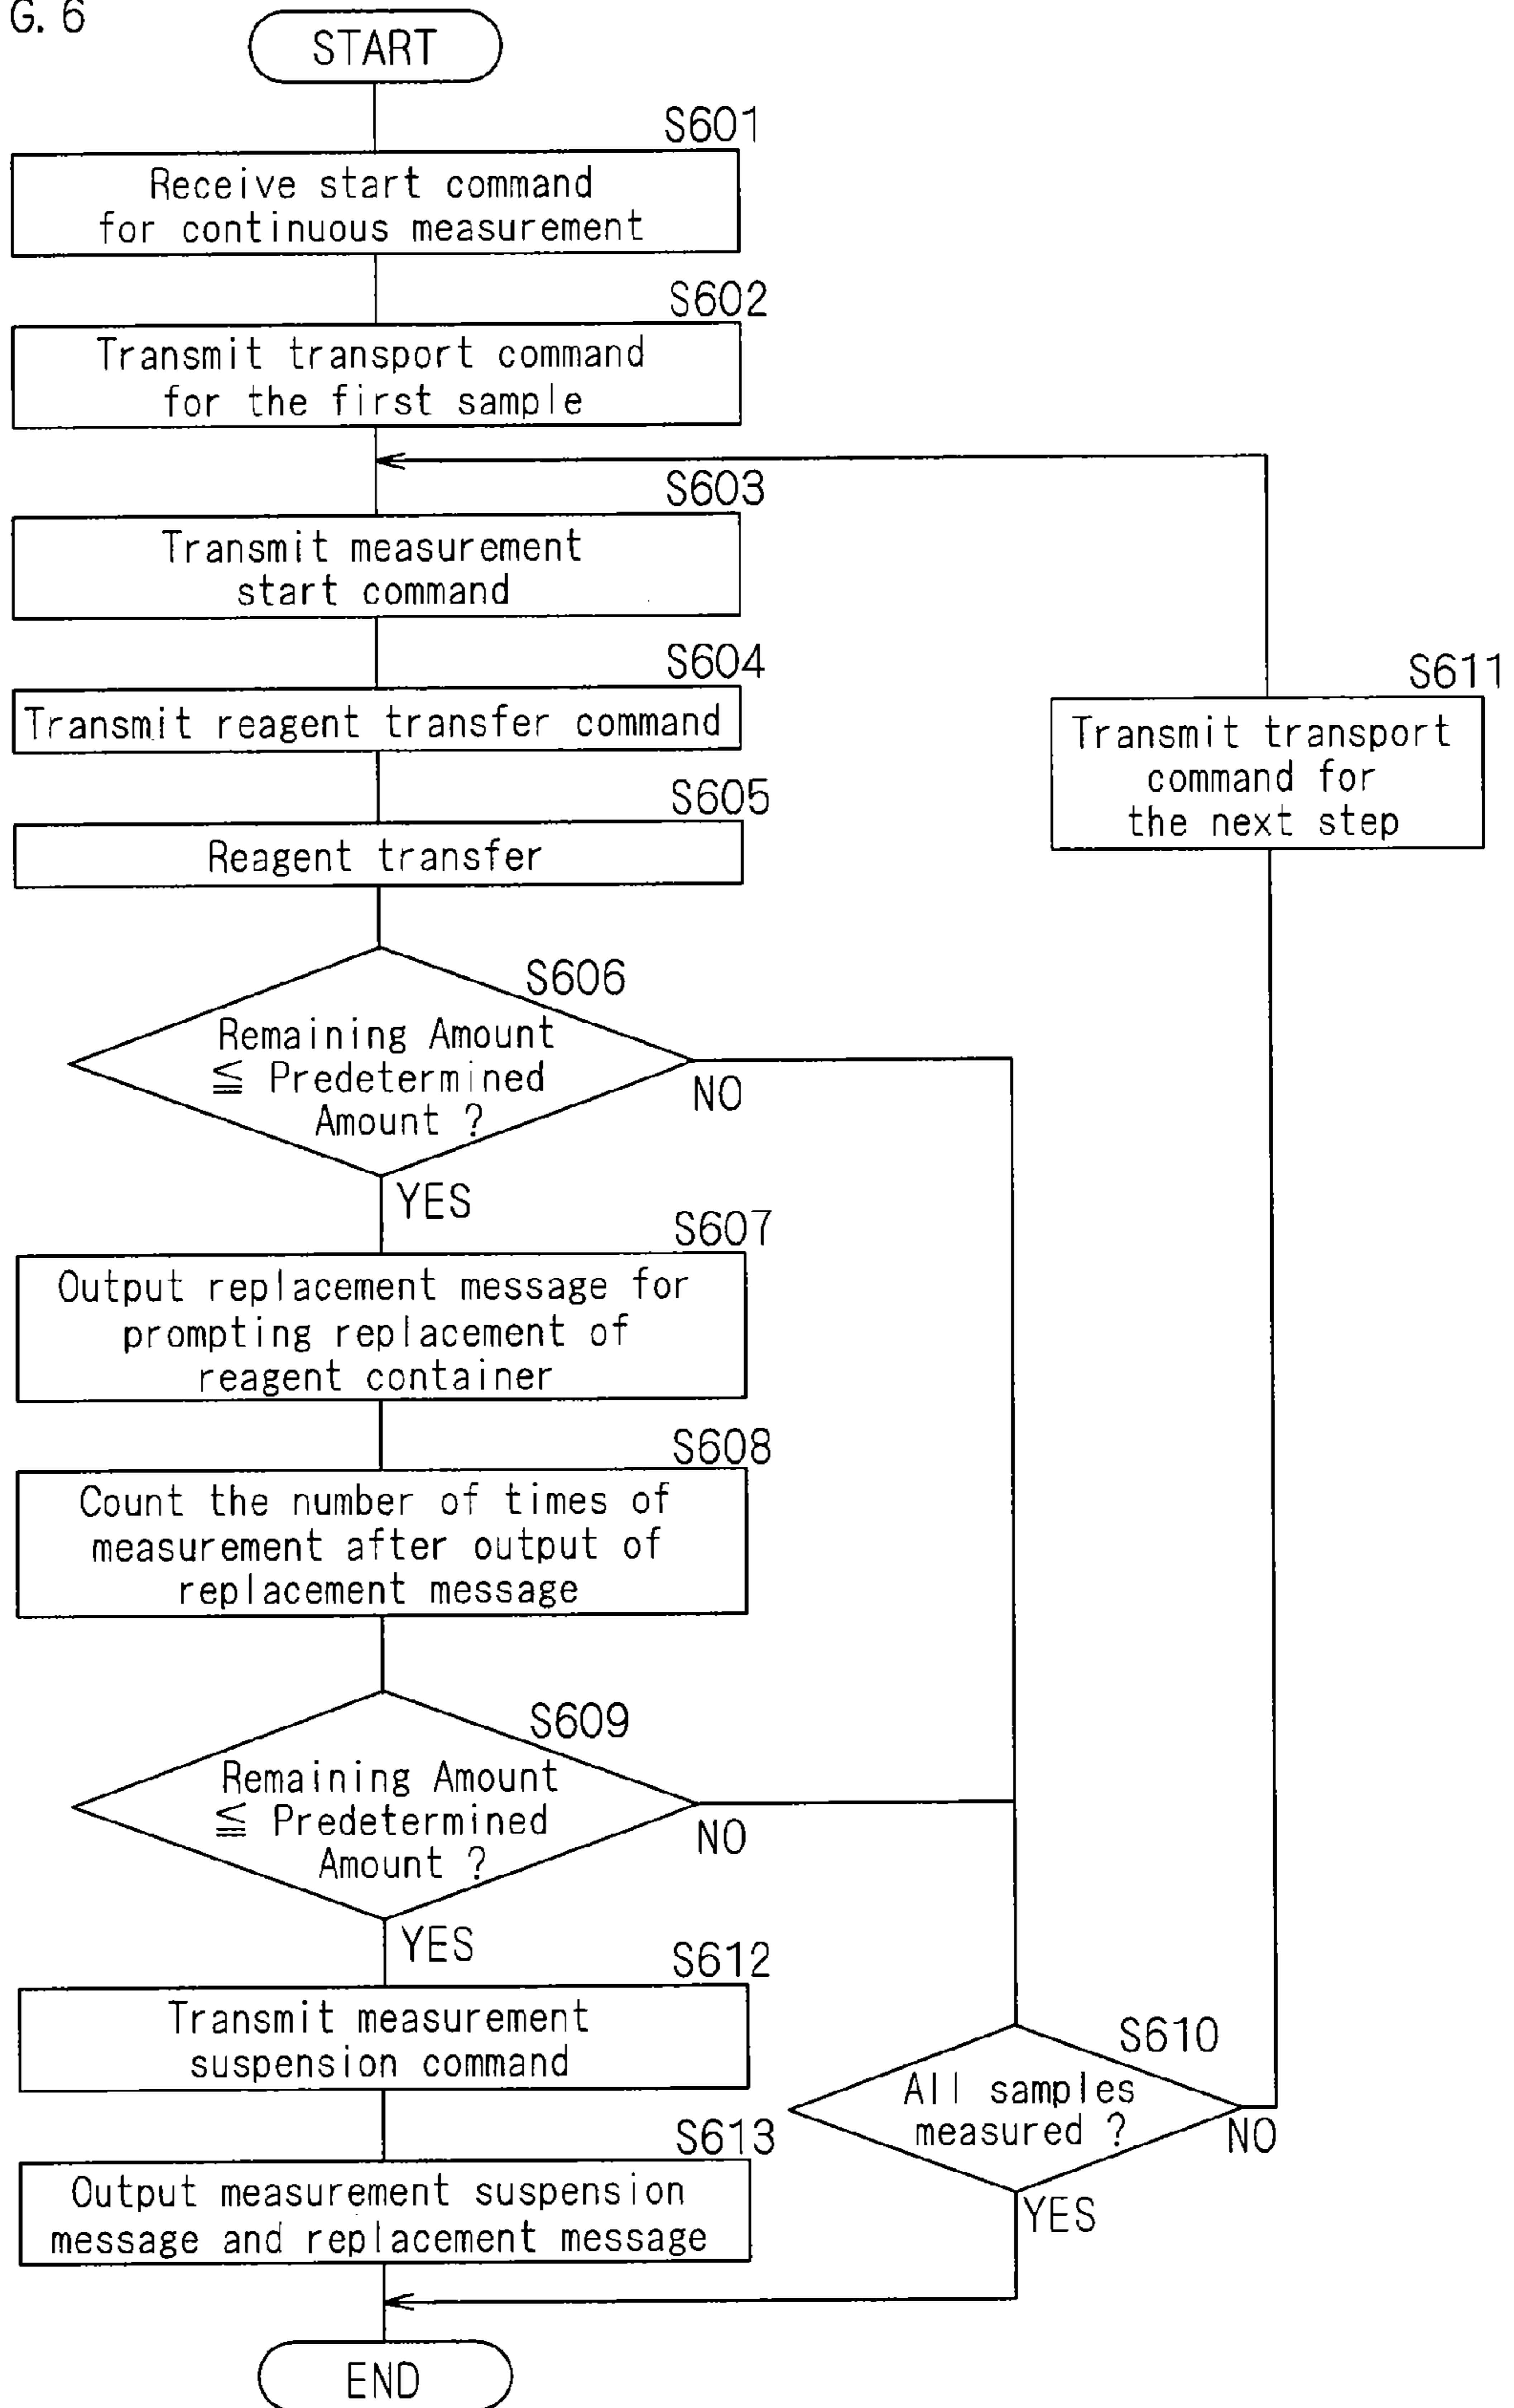 G. 6
START
S601
Receive start command
for continuous measurement
S602
Transmit transport command
for the first sample
S603
Transmit measurement
start command
S604
Transmit reagent transfer command
S605
Reagent transfer
S611
Transmit transport
command for
the next step
S606
Remaining Amount
≦ Predetermined
Amount ?
NO
YES
S607
Output replacement message for
prompting replacement of
reagent container
S608
Count the number of times of
measurement after output of
replacement message
S609
Remaining Amount
≦ Predetermined
Amount ?
NO
YES
S612
Transmit measurement
suspension command
S610
All samples
measured ?
NO
YES
S613
Output measurement suspension
message and replacement message
END